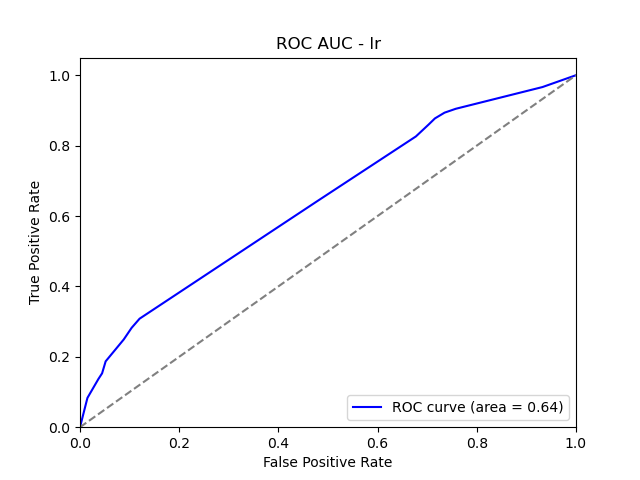 ROC AUC - lr
True Positive Rate
1.0
0.8
0.6
0.4
0.2
0.0
ROC curve (area = 0.64)
0.0 0.2 0.4 0.6 0.8 1.0
False Positive Rate